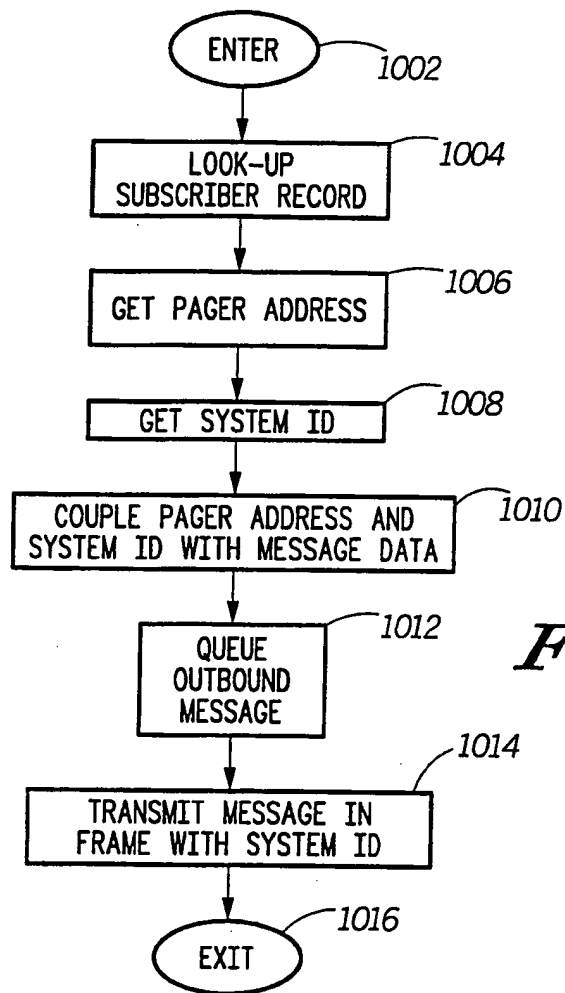 ENTER
1002
1004
LOOK-UP
SUBSCRIBER RECORD
1006
GET PAGER ADDRESS
1008
GET SYSTEM ID
1010
COUPLE PAGER ADDRESS AND
SYSTEM ID WITH MESSAGE DATA
1012
QUEUE
OUTBOUND
MESSAGE
F
1014
TRANSMIT MESSAGE IN
FRAME WITH SYSTEM ID
1016
EXIT